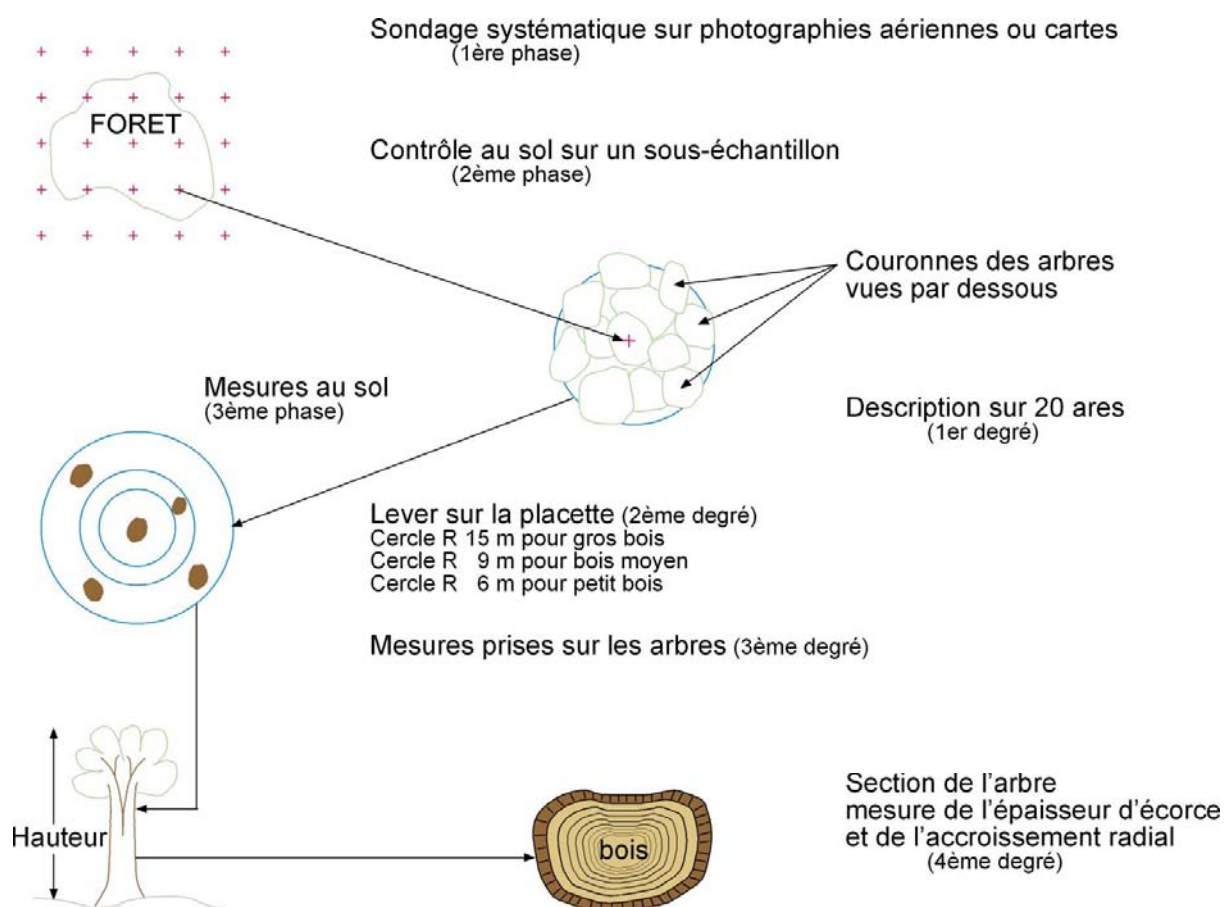 Sondage systématique sur photographies aériennes ou cartes
(1ère phase)
FORET
Contrôle au sol sur un sous-échantillon
(2ème phase)
Couronnes des arbres
vues par dessous
Mesures au sol
(3ème phase)
Description sur 20 ares
(1er degré)
Lever sur la placette (2ème degré)
Cercle R 15 m pour gros bois
Cercle R 9 m pour bois moyen
Cercle R 6 m pour petit bois
Mesures prises sur les arbres (3ème degré)
Hauteur
bois
Section de l’arbre
mesure de l’épaisseur d’écorce
et de l’accroissement radial
(4ème degré)